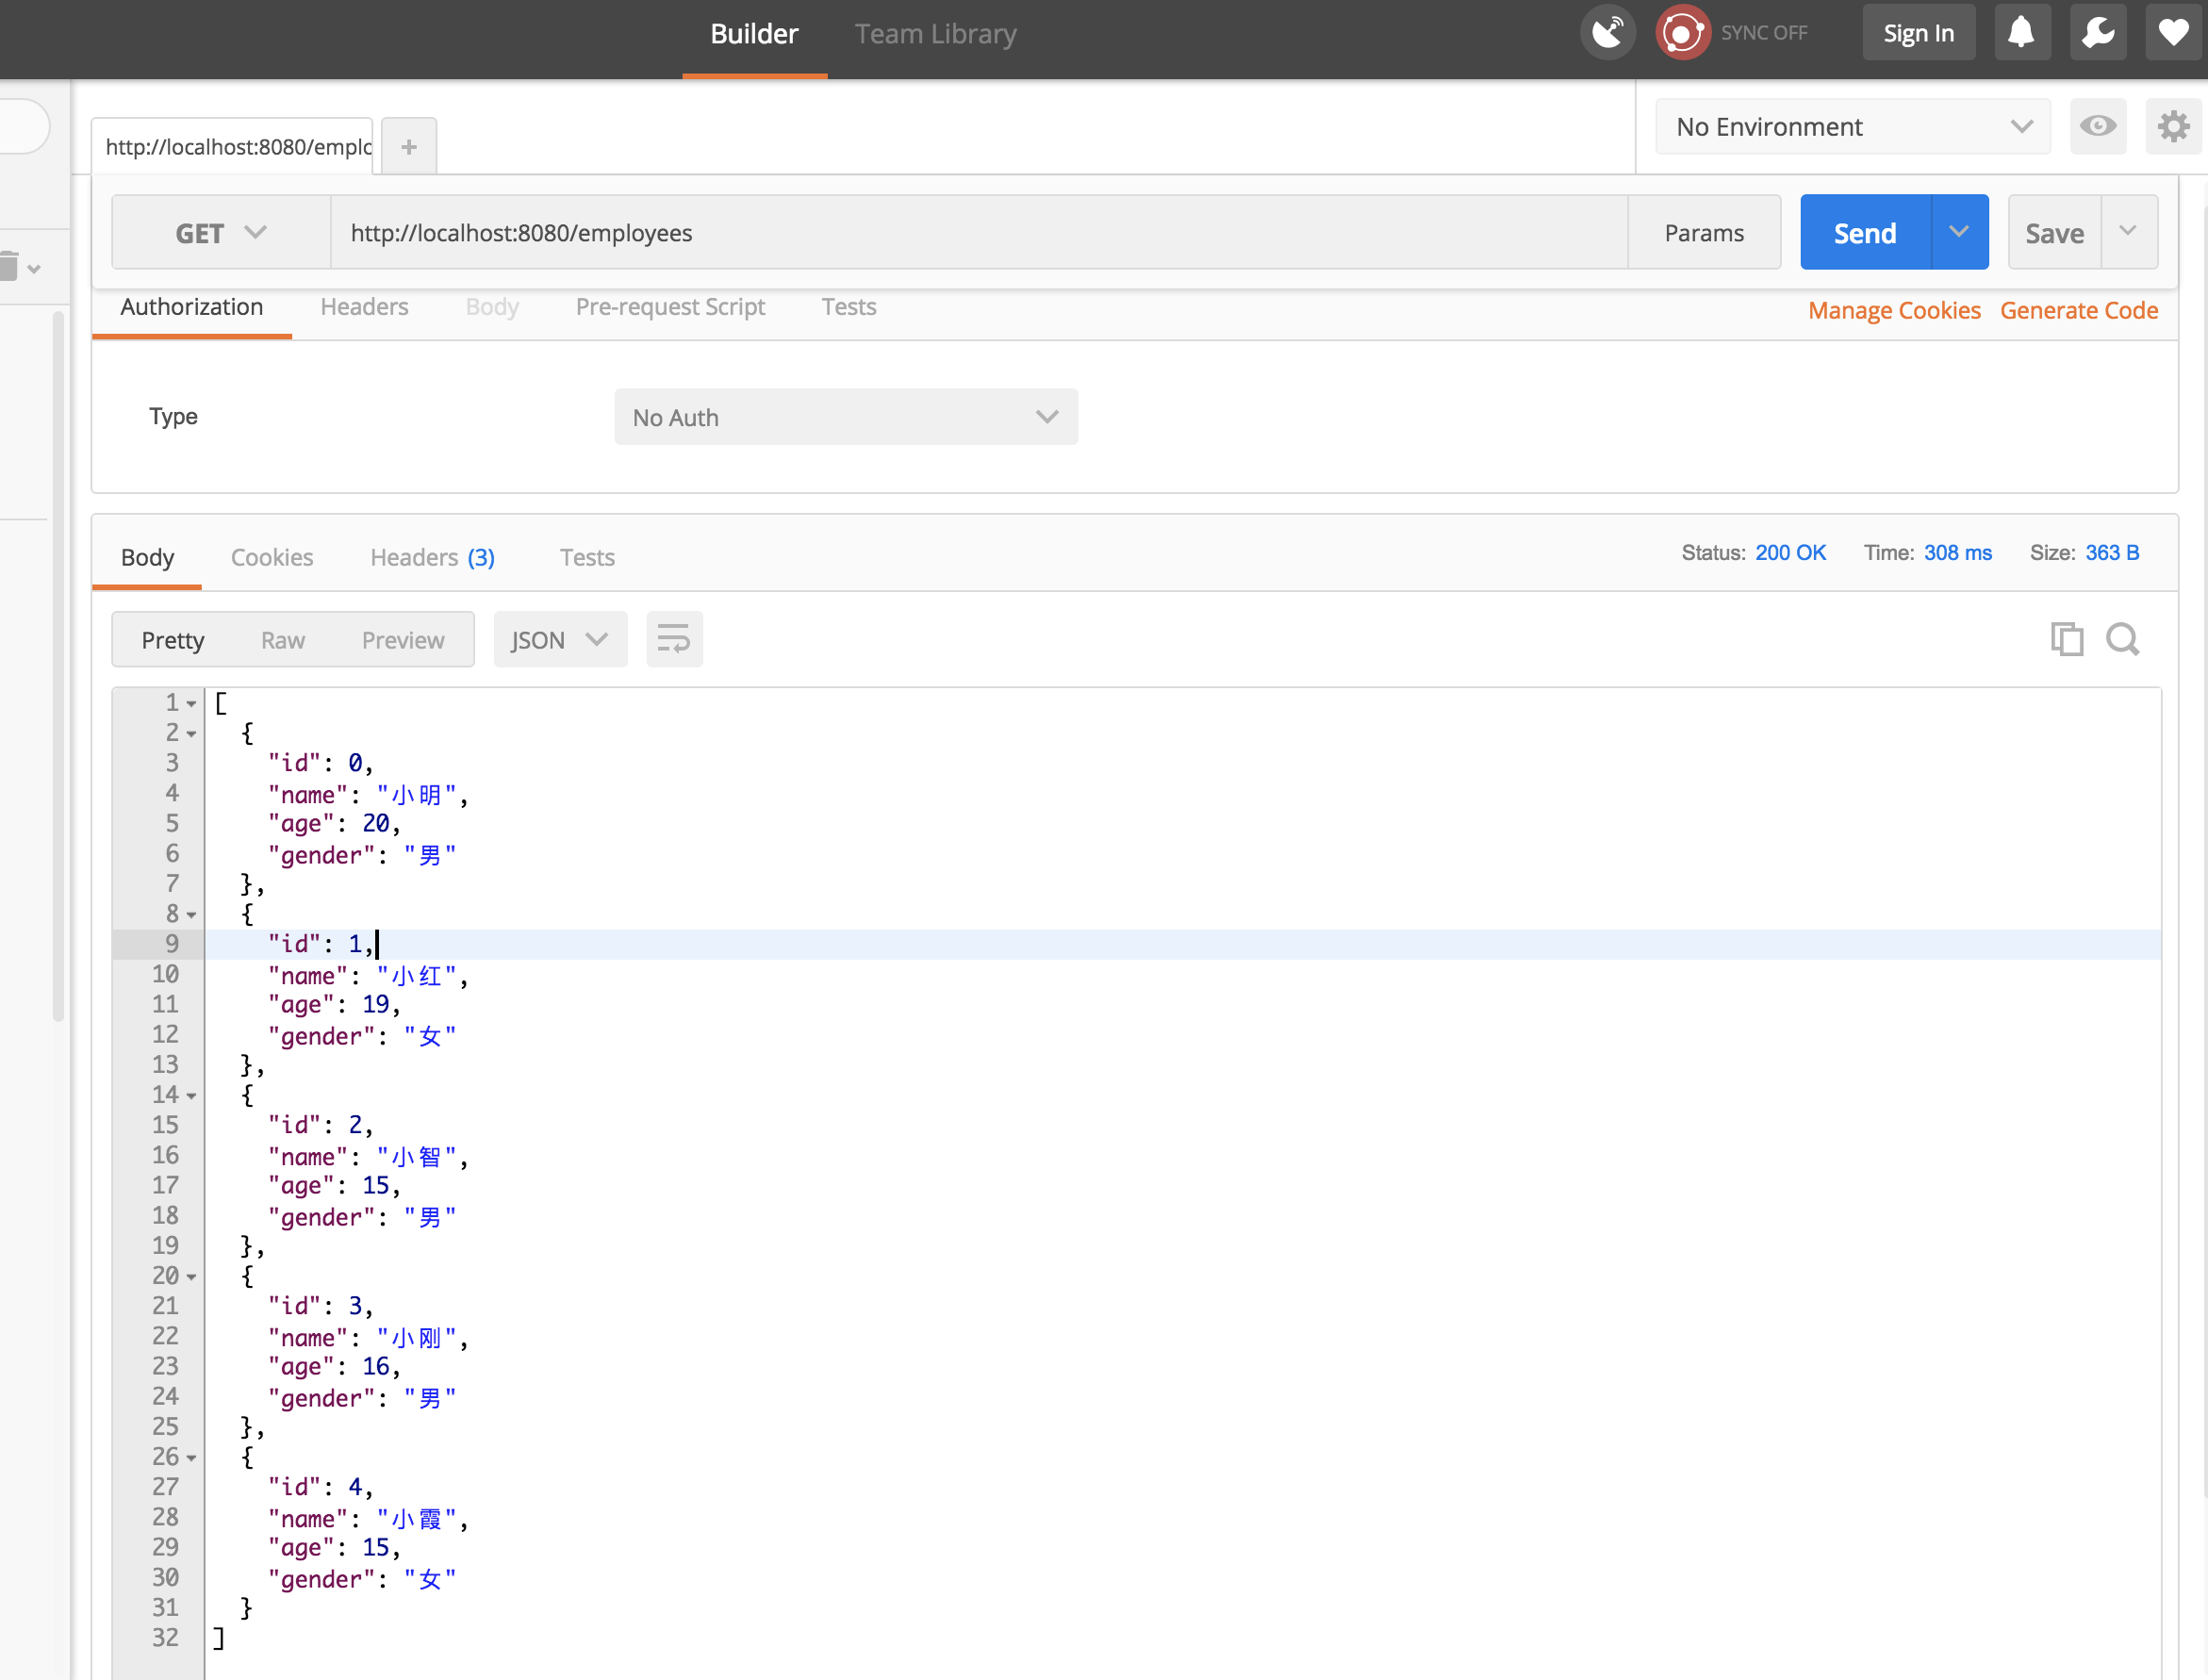 Builder Team Library SYNC OFF Sign In
http://localhost:8080/emplo + No Environment
GET http://localhost:8080/employees Params Send Save
Authorization Headers Body Pre-request Script Tests Manage Cookies Generate Code
Type No Auth
Body Cookies Headers (3) Tests Status: 200 OK Time: 308 ms Size: 363 B
Pretty Raw Preview JSON
1 [
2 {
3 "id": 0,
4 "name": "小明",
5 "age": 20,
6 "gender": "男"
7 },
8 {
9 "id": 1,
10 "name": "小红",
11 "age": 19,
12 "gender": "女"
13 },
14 {
15 "id": 2,
16 "name": "小智",
17 "age": 15,
18 "gender": "男"
19 },
20 {
21 "id": 3,
22 "name": "小刚",
23 "age": 16,
24 "gender": "男"
25 },
26 {
27 "id": 4,
28 "name": "小霞",
29 "age": 15,
30 "gender": "女"
31 }
32 ]